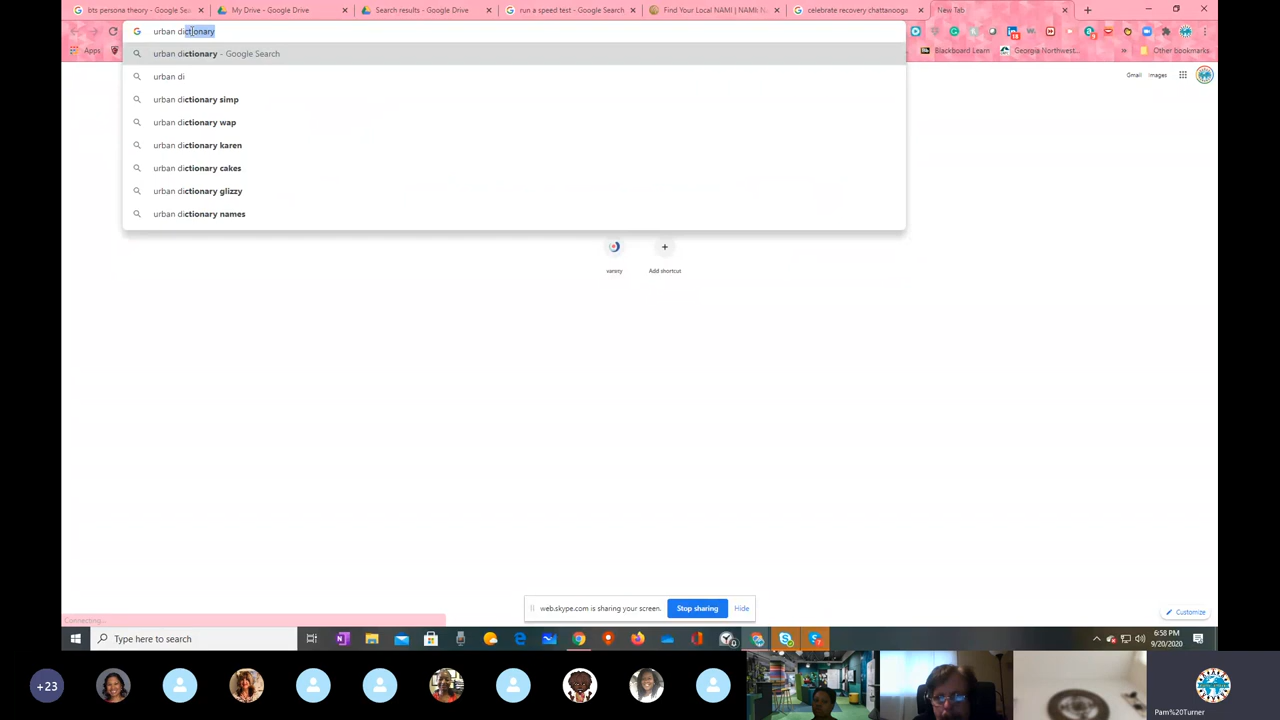 bts persona theory - Google Sea
My Drive - Google Drive
Search results - Google Drive
run a speed test - Google Search
Find Your Local NAMI | NAMI: N
celebrate recovery chattanooga
New Tab
urban dictionary
Apps
Blackboard Learn
Georgia Northwest...
Other bookmarks
urban dictionary - Google Search
urban di
urban dictionary simp
urban dictionary wap
urban dictionary karen
urban dictionary cakes
urban dictionary glizzy
urban dictionary names
Gmail
Images
variety
Add shortcut
web.skype.com is sharing your screen.
Stop sharing
Hide
Customize
Connecting...
Type here to search
6:58 PM
9/20/2020
+23
Pam%20Turner